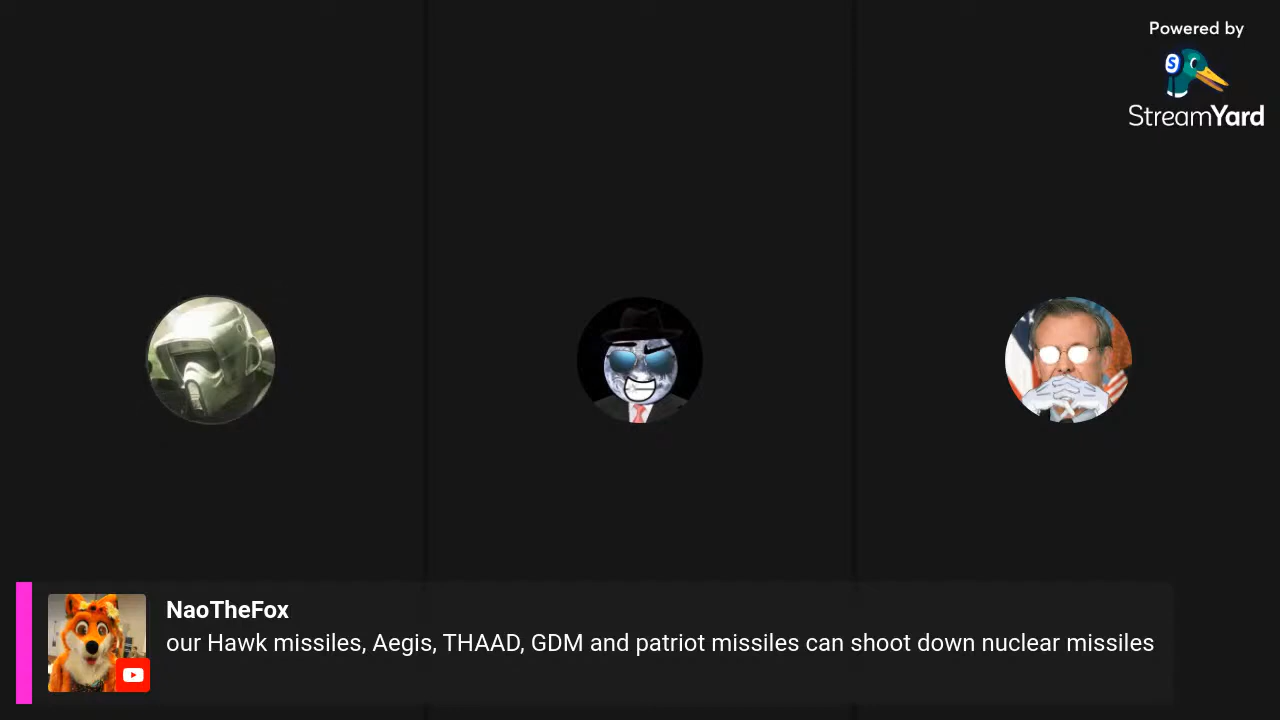 Powered by
S
StreamYard
NaoTheFox
our Hawk missiles, Aegis, THAAD, GDM and patriot missiles can shoot down nuclear missiles